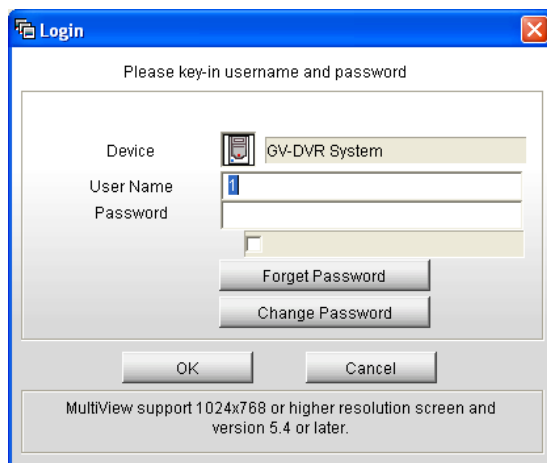 Login
Please key-in username and password
Device GV-DVR System
User Name 1
Password
Forget Password
Change Password
OK Cancel
MultiView support 1024x768 or higher resolution screen and
version 5.4 or later.